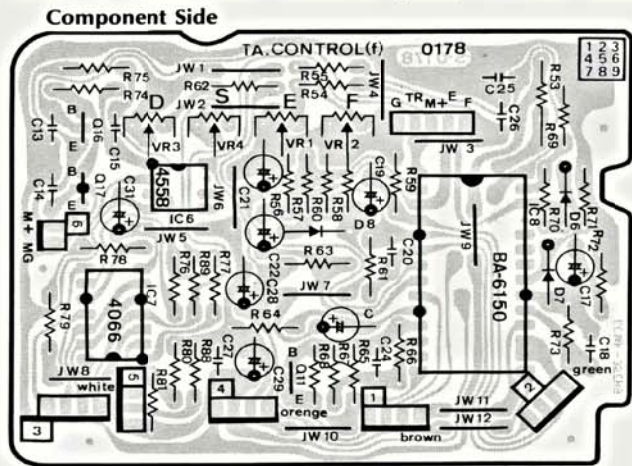 Component Side
TA.CONTROL(f) 0178
1 2 3
4 5 6
7 8 9
R75
JW1
R55
R62
R54
R74
JW2
JW4
C25
R53
D S E F
G TR M+ E F
C26
C13
B
Q16
E
C15
VR3
VR4
VR1
VR2
JW3
R69
C14
B
Q17
E
C31
4558
IC6
JW6
C21
R56
R57
R60
R58
C19
R59
D8
M+ MG
6
JW5
R78
JW9
BA-6150
IC8
R70
D6
R71
R72
R76
R89
R77
C22
C28
R63
JW7
R61
C20
D7
C17
R79
4066
IC7
R64
C
R80
R88
C27
C29
B
Q11
E
R68
R67
R65
C24
R66
R73
C18
green
JW8
white
5
R81
4
orenge
JW10
1
brown
JW11
JW12
2
3